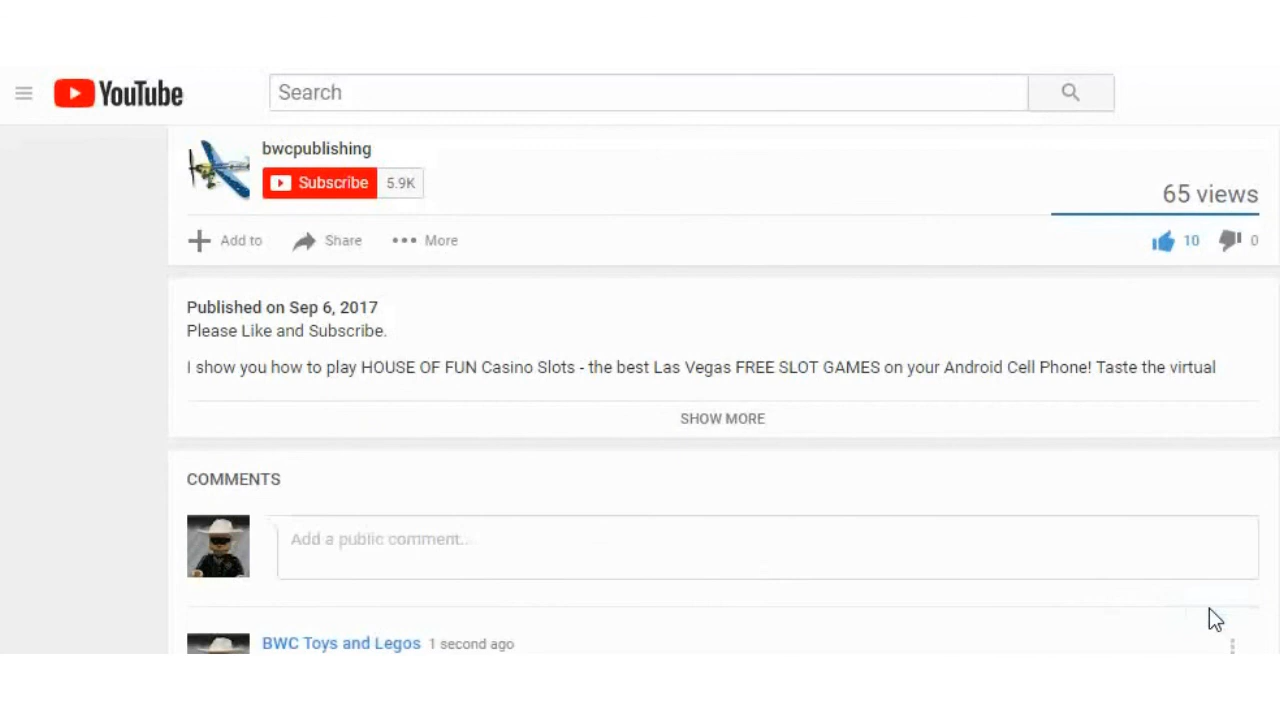 YouTube
Search
bwcpublishing
Subscribe 5.9K
65 views
Add to Share More 10 0
Published on Sep 6, 2017
Please Like and Subscribe.
I show you how to play HOUSE OF FUN Casino Slots - the best Las Vegas FREE SLOT GAMES on your Android Cell Phone! Taste the virtual
SHOW MORE
COMMENTS
Add a public comment...
BWC Toys and Legos 1 second ago